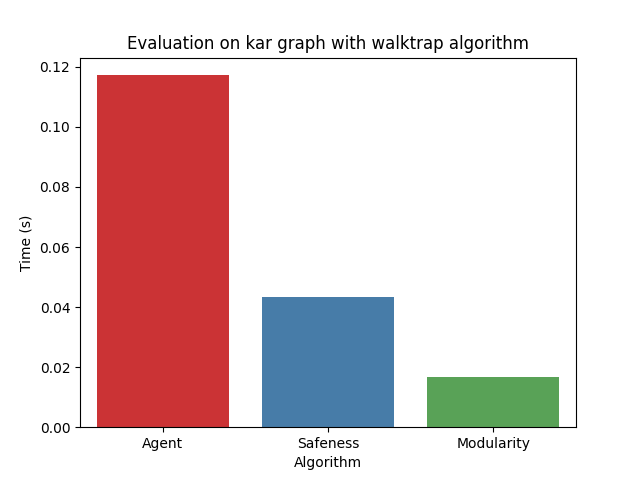 Evaluation on kar graph with walktrap algorithm
0.12
0.10
0.08
0.06
0.04
0.02
0.00
Time (s)
Agent
Safeness
Modularity
Algorithm